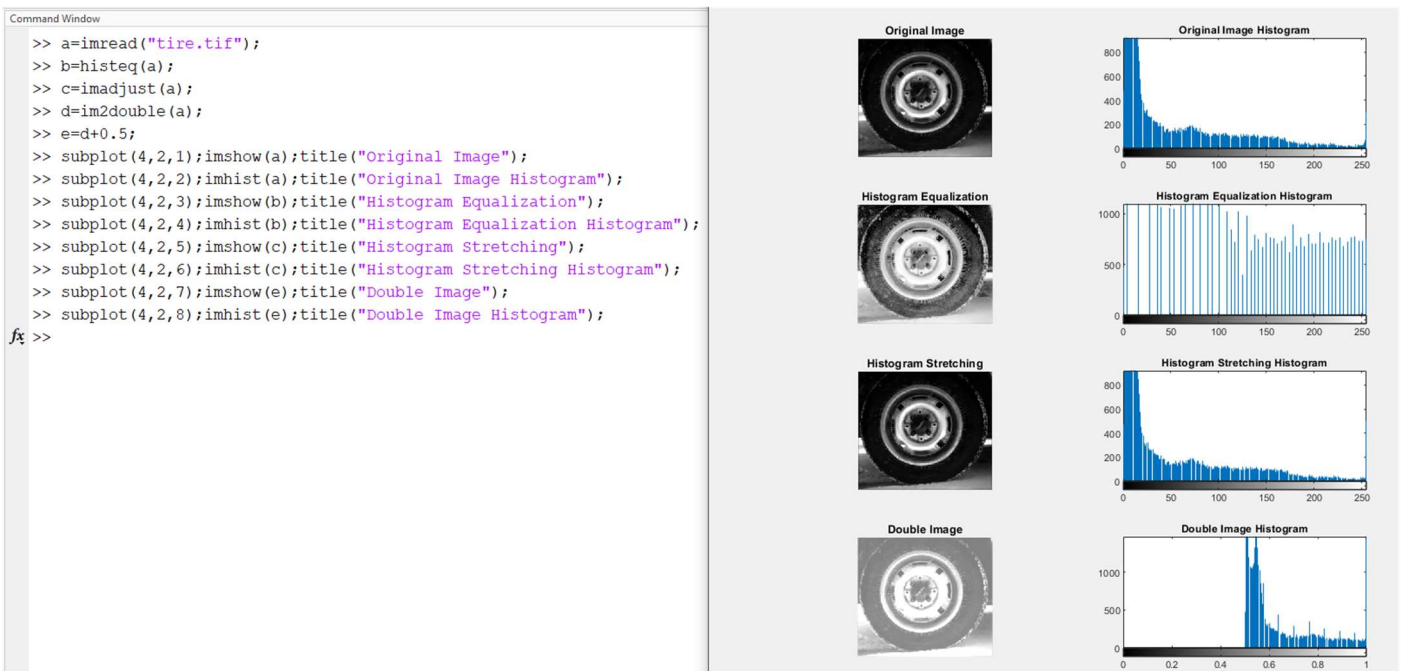 Command Window
>> a=imread("tire.tif");
>> b=histeq(a);
>> c=imadjust(a);
>> d=im2double(a);
>> e=d+0.5;
>> subplot(4,2,1);imshow(a);title("Original Image");
>> subplot(4,2,2);imhist(a);title("Original Image Histogram");
>> subplot(4,2,3);imshow(b);title("Histogram Equalization");
>> subplot(4,2,4);imhist(b);title("Histogram Equalization Histogram");
>> subplot(4,2,5);imshow(c);title("Histogram Stretching");
>> subplot(4,2,6);imhist(c);title("Histogram Stretching Histogram");
>> subplot(4,2,7);imshow(e);title("Double Image");
>> subplot(4,2,8);imhist(e);title("Double Image Histogram");
fx >>
Original Image
Original Image Histogram
800
600
400
200
0
0 50 100 150 200 250
Histogram Equalization
Histogram Equalization Histogram
1000
500
0
0 50 100 150 200 250
Histogram Stretching
Histogram Stretching Histogram
800
600
400
200
0
0 50 100 150 200 250
Double Image
Double Image Histogram
1000
500
0
0 0.2 0.4 0.6 0.8 1